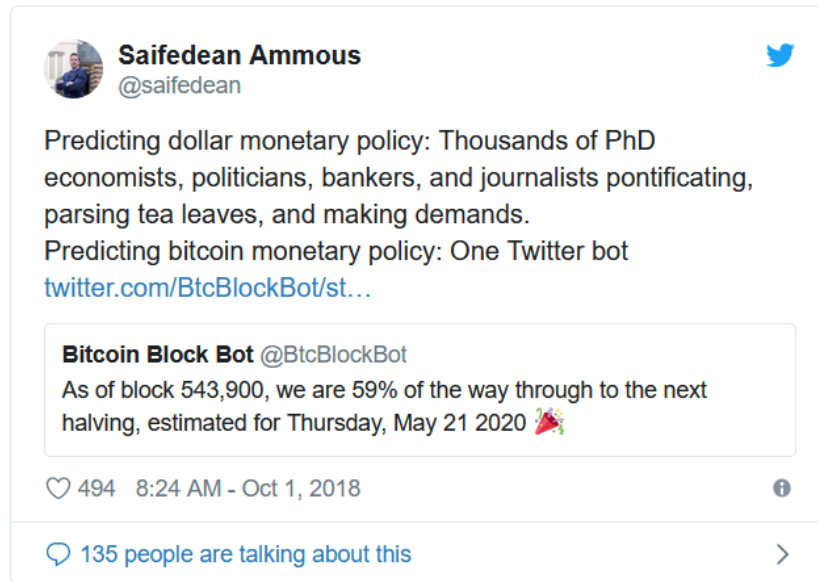 Saifedean Ammous
@saifedean
Predicting dollar monetary policy: Thousands of PhD
economists, politicians, bankers, and journalists pontificating,
parsing tea leaves, and making demands.
Predicting bitcoin monetary policy: One Twitter bot
twitter.com/BtcBlockBot/st…
Bitcoin Block Bot @BtcBlockBot
As of block 543,900, we are 59% of the way through to the next
halving, estimated for Thursday, May 21 2020 🎉
494 8:24 AM - Oct 1, 2018
135 people are talking about this